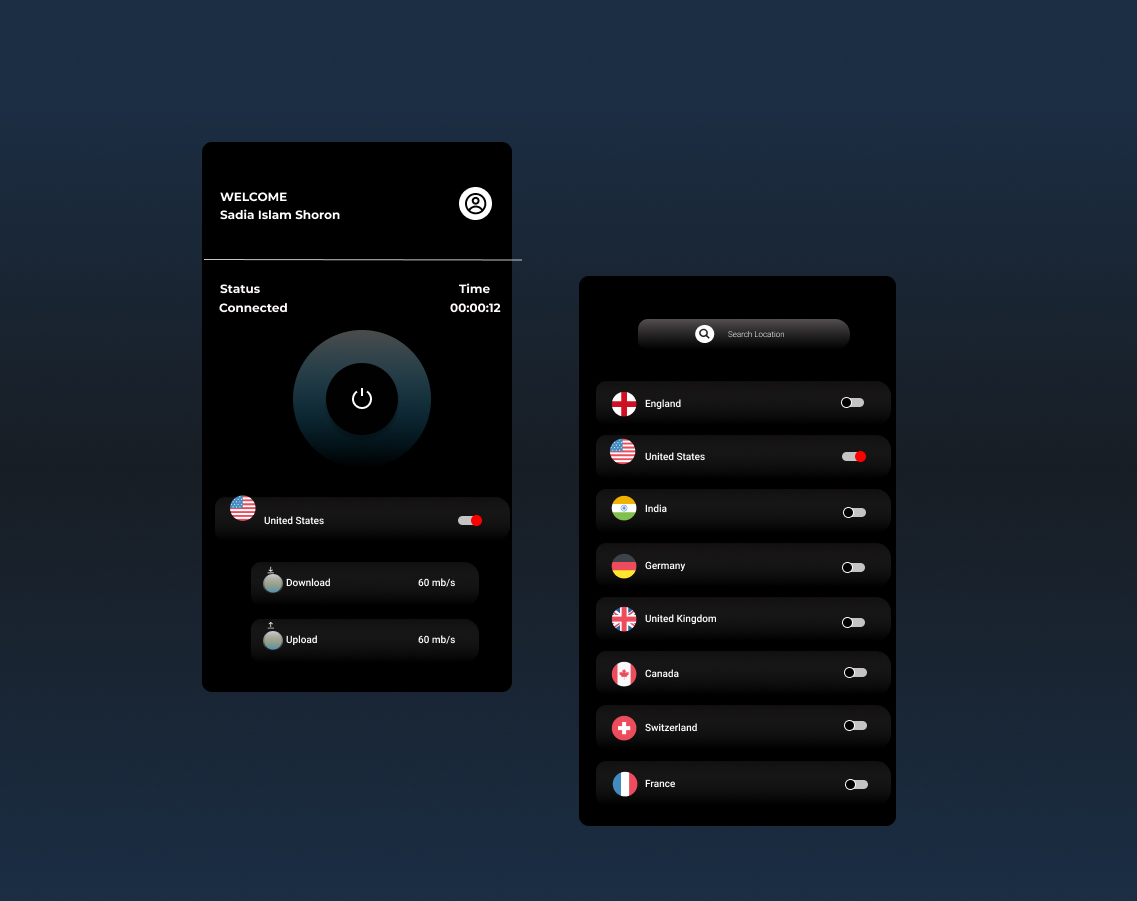 WELCOME
Sadia Islam Shoron
Status
Time
Connected
00:00:12
United States
Download
60 mb/s
Upload
60 mb/s
Search Location
England
United States
India
Germany
United Kingdom
Canada
Switzerland
France